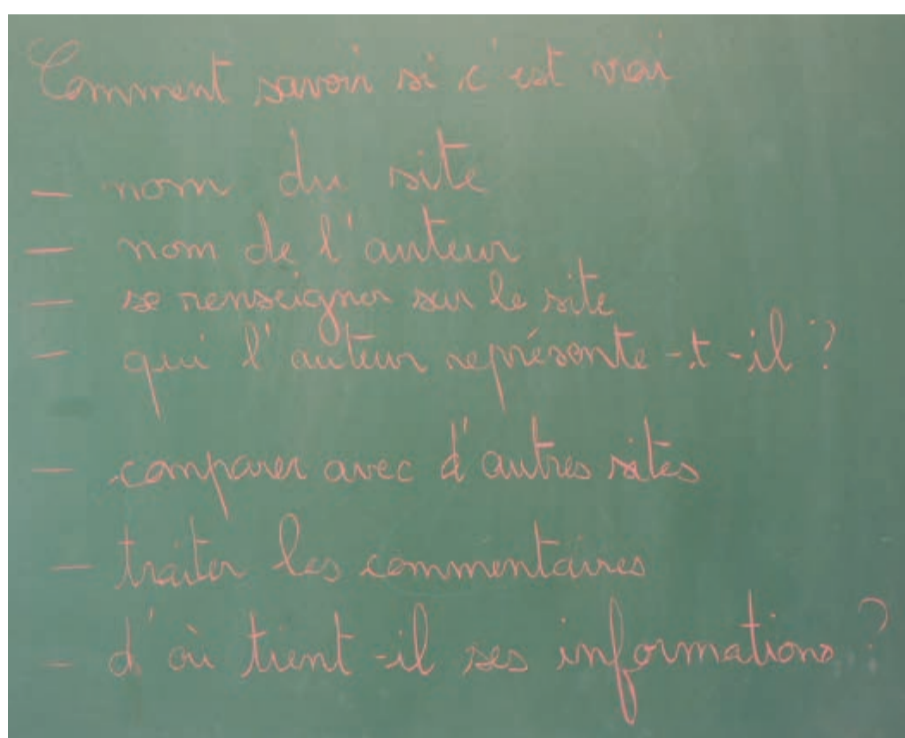 Comment savoir si c'est vrai
- nom du site
- nom de l'auteur
- se renseigner sur le site
- qui l'auteur représente-t-il ?
- comparer avec d'autres sites
- traiter les commentaires
- d'où tient-il ses informations ?